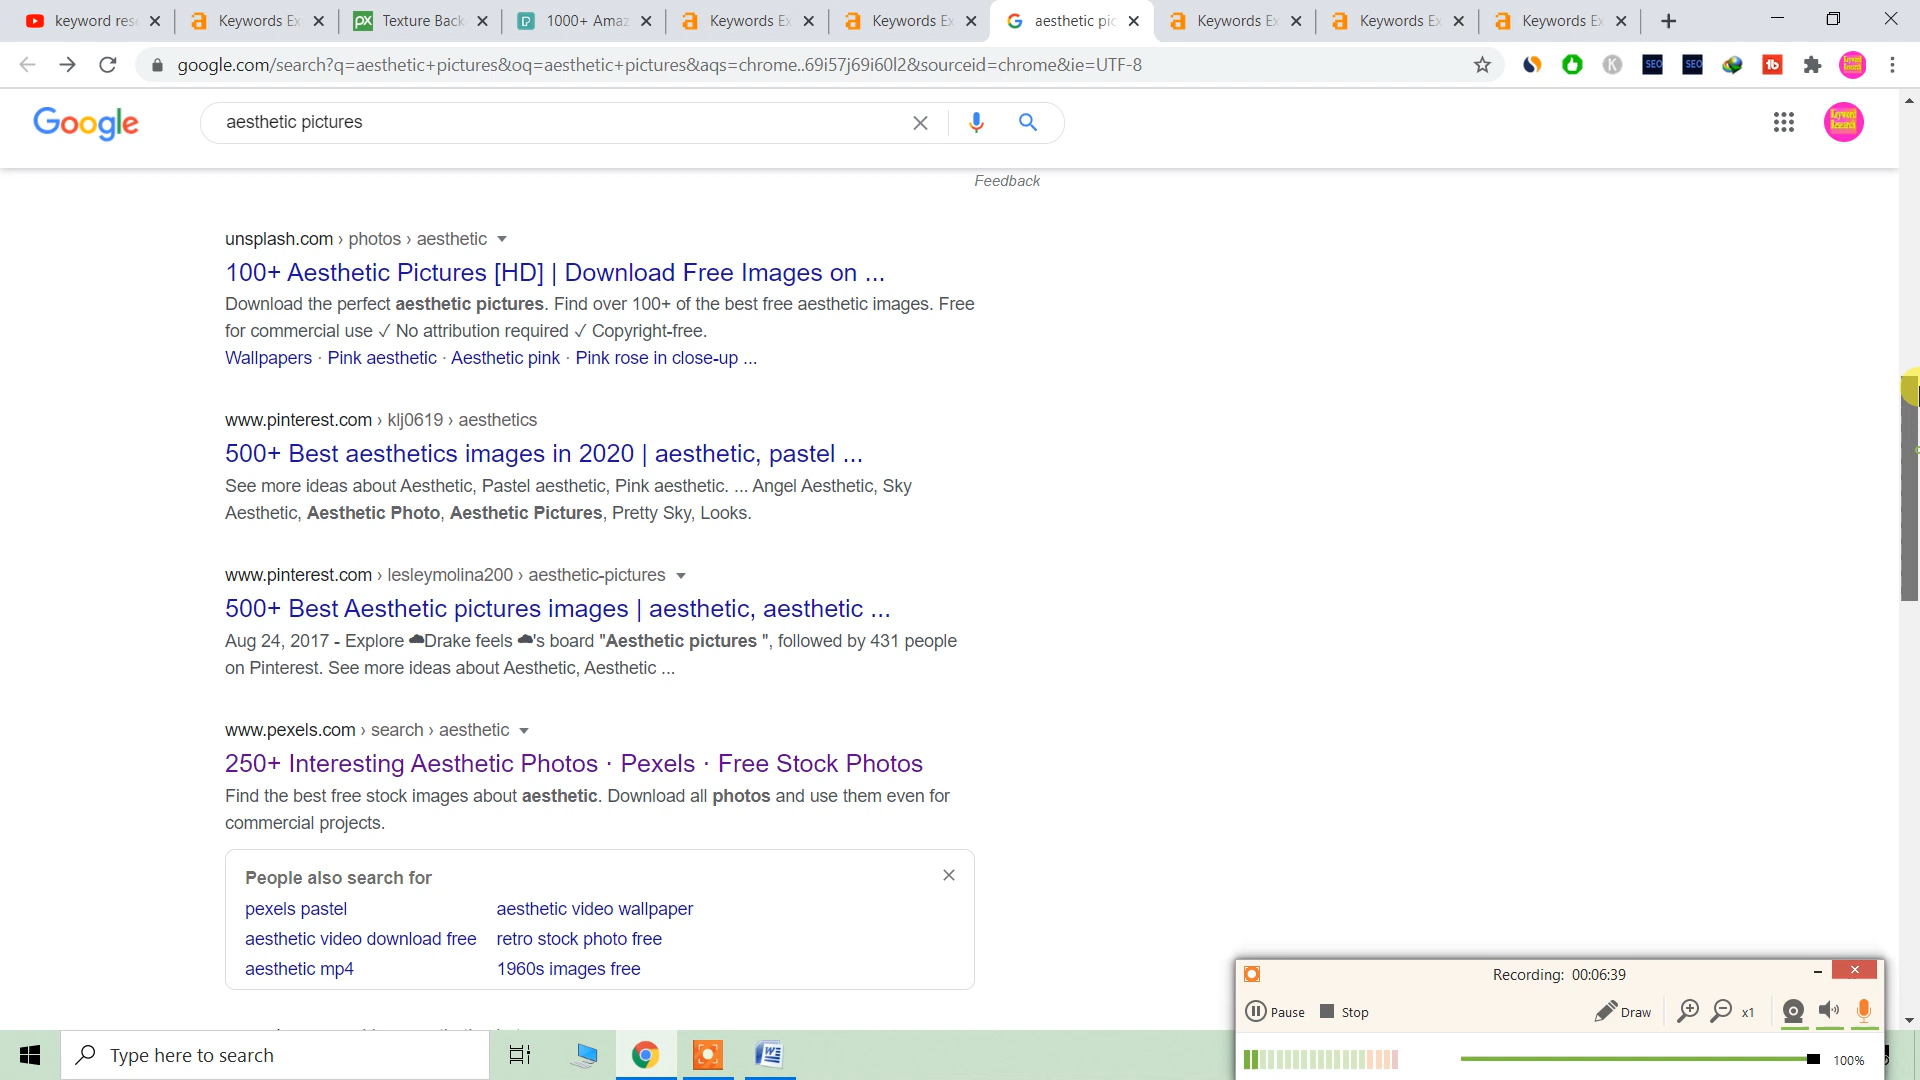 keyword rese
Keywords Ex
Texture Back
1000+ Amaz
Keywords Ex
Keywords Ex
aesthetic pic
Keywords Ex
Keywords Ex
Keywords Ex
google.com/search?q=aesthetic+pictures&oq=aesthetic+pictures&aqs=chrome..69i57j69i60l2&sourceid=chrome&ie=UTF-8
Google
aesthetic pictures
Keyword
Research
Feedback
unsplash.com › photos › aesthetic
100+ Aesthetic Pictures [HD] | Download Free Images on ...
Download the perfect aesthetic pictures. Find over 100+ of the best free aesthetic images. Free
for commercial use ✓ No attribution required ✓ Copyright-free.
Wallpapers · Pink aesthetic · Aesthetic pink · Pink rose in close-up ...
www.pinterest.com › klj0619 › aesthetics
500+ Best aesthetics images in 2020 | aesthetic, pastel ...
See more ideas about Aesthetic, Pastel aesthetic, Pink aesthetic. ... Angel Aesthetic, Sky
Aesthetic, Aesthetic Photo, Aesthetic Pictures, Pretty Sky, Looks.
www.pinterest.com › lesleymolina200 › aesthetic-pictures
500+ Best Aesthetic pictures images | aesthetic, aesthetic ...
Aug 24, 2017 - Explore ☁Drake feels ☁'s board "Aesthetic pictures ", followed by 431 people
on Pinterest. See more ideas about Aesthetic, Aesthetic ...
www.pexels.com › search › aesthetic
250+ Interesting Aesthetic Photos · Pexels · Free Stock Photos
Find the best free stock images about aesthetic. Download all photos and use them even for
commercial projects.
People also search for
pexels pastel
aesthetic video wallpaper
aesthetic video download free
retro stock photo free
aesthetic mp4
1960s images free
Recording: 00:06:39
Pause
Stop
Draw
x1
100%
Type here to search